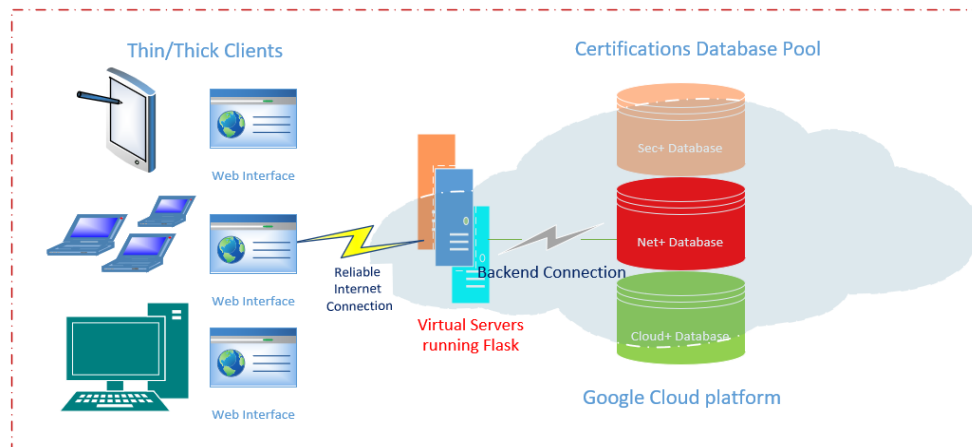 Thin/Thick Clients
Certifications Database Pool
Web Interface
Sec+ Database
Web Interface
Reliable
Internet
Connection
Net+ Database
Backend Connection
Virtual Servers
running Flask
Cloud+ Database
Web Interface
Google Cloud platform